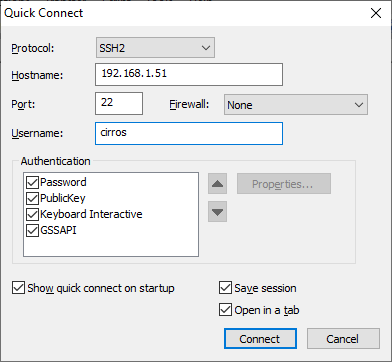 Quick Connect
Protocol: SSH2
Hostname: 192.168.1.51
Port: 22 Firewall: None
Username: cirros
Authentication
Password
PublicKey Properties...
Keyboard Interactive
GSSAPI
Show quick connect on startup Save session
Open in a tab
Connect Cancel